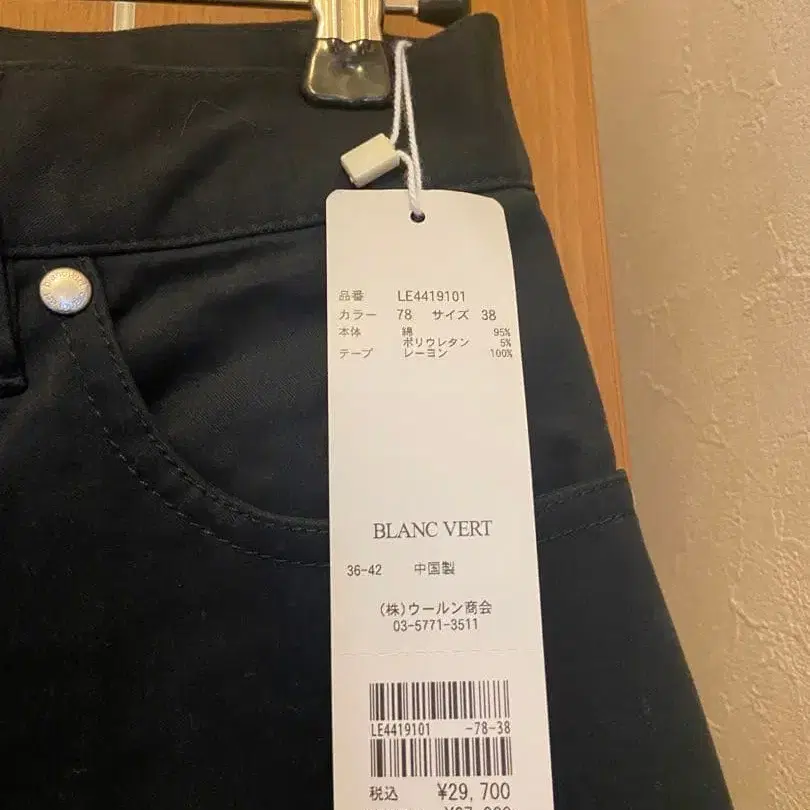 品番 LE4419101
カラー 78 サイズ 38
本体 綿 95%
ポリウレタン 5%
テープ レーヨン 100%
BLANC VERT
36-42 中国製
(株)ウールン商会
03-5771-3511
LE4419101 -78-38
税込 ¥29,700